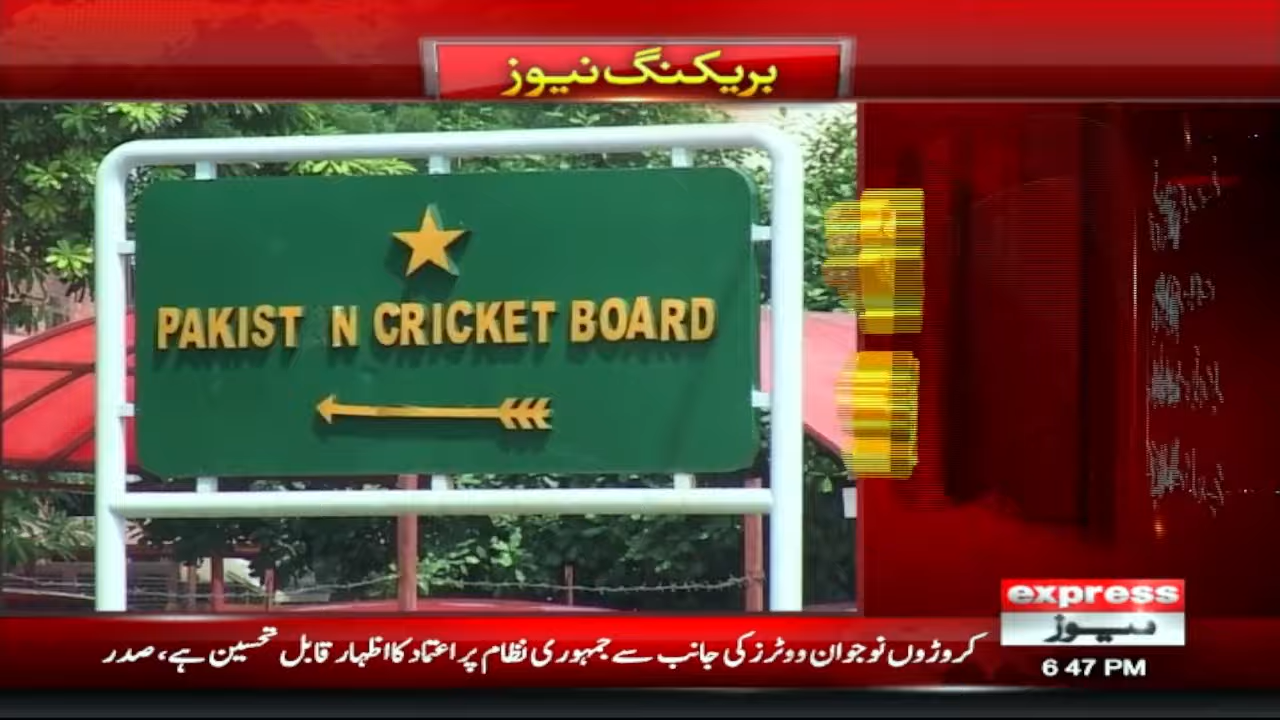 بریکنگ نیوز
PAKIST N CRICKET BOARD
express
نیوز
کروڑوں نوجوان ووٹرز کی جانب سے جمہوری نظام پر اعتماد کا اظہار قابل تحسین ہے، صدر
6 47 PM